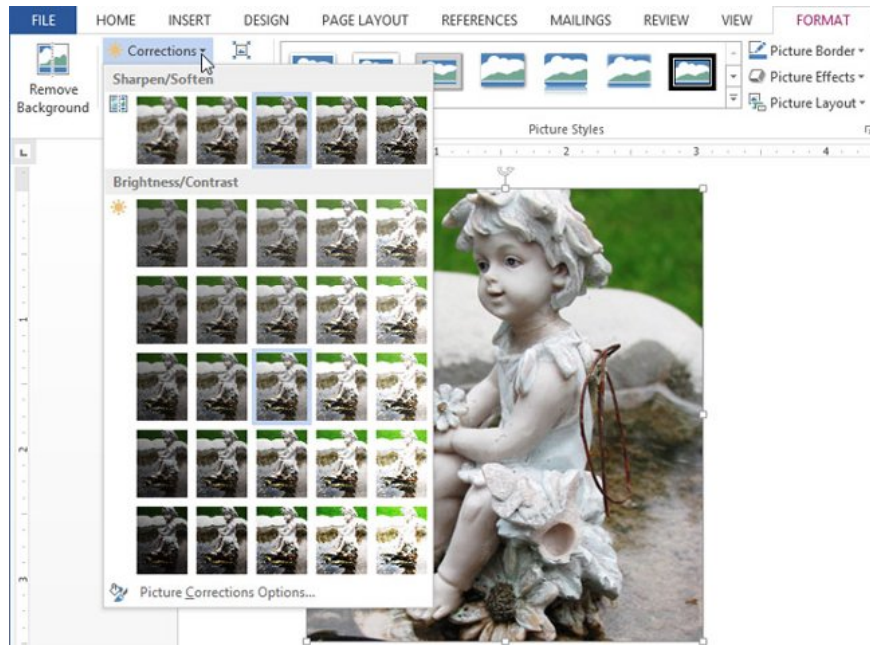 FILE HOME INSERT DESIGN PAGE LAYOUT REFERENCES MAILINGS REVIEW VIEW FORMAT
Corrections
Remove
Background
Picture Border
Picture Effects
Picture Layout
Picture Styles
Sharpen/Soften
Brightness/Contrast
Picture Corrections Options...
1 2 3 4
1
2
3